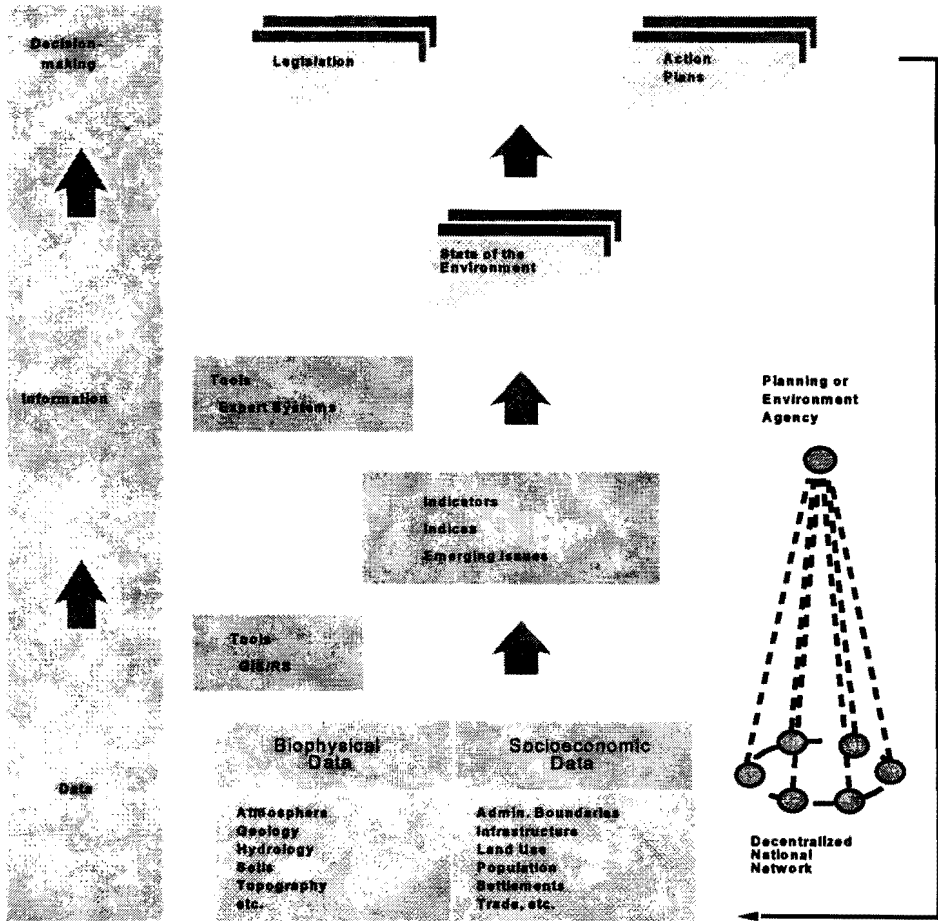 Decision-
making
Legislation
Action
Plans
State of the
Environment
Information
Tools
Expert Systems
Planning or
Environment
Agency
Indicators
Indices
Emerging Issues
Tools
GIS/RS
Data
Biophysical
Data
Atmosphere
Geology
Hydrology
Soils
Topography
etc.
Socioeconomic
Data
Admin. Boundaries
Infrastructure
Land Use
Population
Settlements
Trade, etc.
Decentralized
National
Network